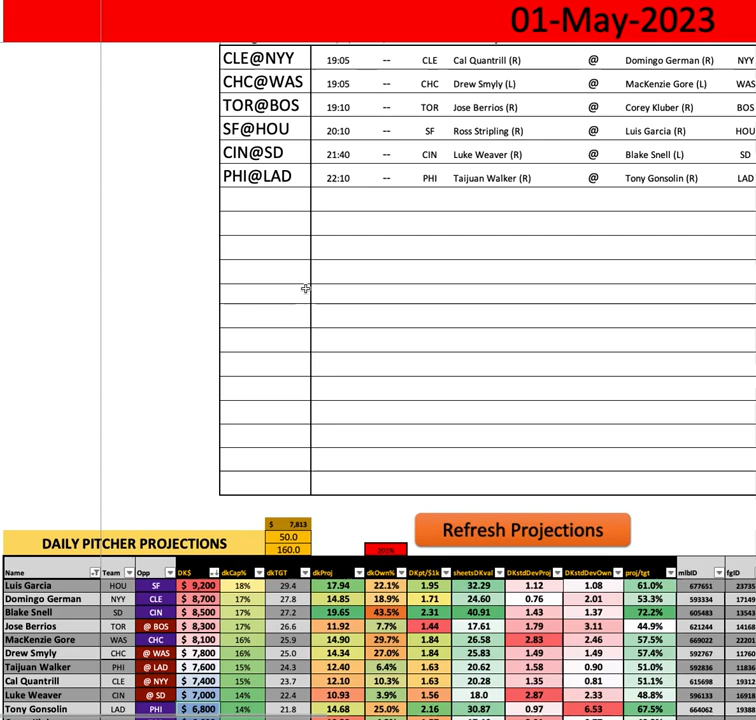 01-May-2023
CLE@NYY 19:05 -- CLE Cal Quantrill (R) @ Domingo German (R) NYY
CHC@WAS 19:05 -- CHC Drew Smyly (L) @ MacKenzie Gore (L) WAS
TOR@BOS 19:10 -- TOR Jose Berrios (R) @ Corey Kluber (R) BOS
SF@HOU 20:10 -- SF Ross Stripling (R) @ Luis Garcia (R) HOU
CIN@SD 21:40 -- CIN Luke Weaver (R) @ Blake Snell (L) SD
PHI@LAD 22:10 -- PHI Taijuan Walker (R) @ Tony Gonsolin (R) LAD
$ 7,813
Refresh Projections
DAILY PITCHER PROJECTIONS 50.0
160.0
Name Team Opp DK$ dkCap% dkTGT dkProj dkOwn% DKpt/$1k sheetsDKval DKstdDevProj DKstdDevOwn proj/tgt mlbID fgID
Luis Garcia HOU SF $ 9,200 18% 29.4 17.94 22.1% 1.95 32.29 1.12 1.08 61.0% 677651 23735
Domingo German NYY CLE $ 8,700 17% 27.8 14.85 18.9% 1.71 24.60 0.76 2.01 53.3% 593334 17149
Blake Snell SD CIN $ 8,500 17% 27.2 19.65 43.5% 2.31 40.91 1.43 1.37 72.2% 605483 13543
Jose Berrios TOR @ BOS $ 8,300 17% 26.6 11.92 7.7% 1.44 17.61 1.79 3.11 44.9% 621244 14168
MacKenzie Gore WAS CHC $ 8,100 16% 25.9 14.90 29.7% 1.84 26.58 2.83 2.46 57.5% 669022 22201
Drew Smyly CHC @ WAS $ 7,800 16% 25.0 14.34 27.0% 1.84 25.83 1.49 1.49 57.4% 592767 11760
Taijuan Walker PHI @ LAD $ 7,600 15% 24.3 12.40 6.4% 1.63 20.62 1.58 0.90 51.0% 592836 11836
Cal Quantrill CLE @ NYY $ 7,400 15% 23.7 12.10 10.3% 1.63 20.28 1.35 0.81 51.1% 615698 19312
Luke Weaver CIN @ SD $ 7,000 14% 22.4 10.93 3.9% 1.56 18.0 2.87 2.33 48.8% 596133 16918
Tony Gonsolin LAD PHI $ 6,800 14% 21.8 14.68 25.0% 2.16 30.87 0.97 6.53 67.5% 664062 19388